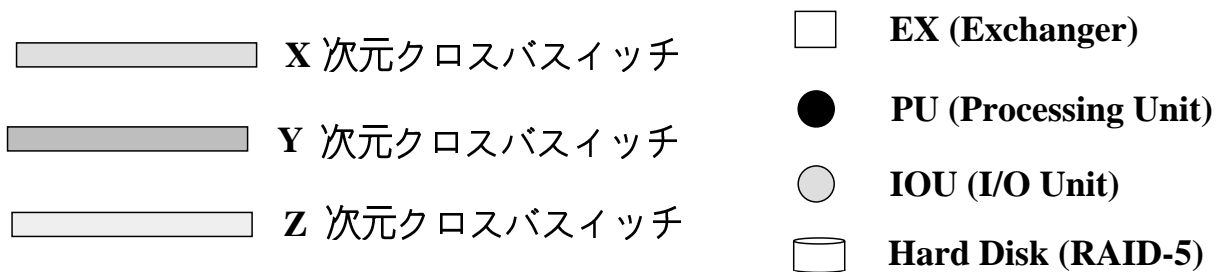 X 次元クロスバスイッチ
Y 次元クロスバスイッチ
Z 次元クロスバスイッチ
EX (Exchanger)
PU (Processing Unit)
IOU (I/O Unit)
Hard Disk (RAID-5)